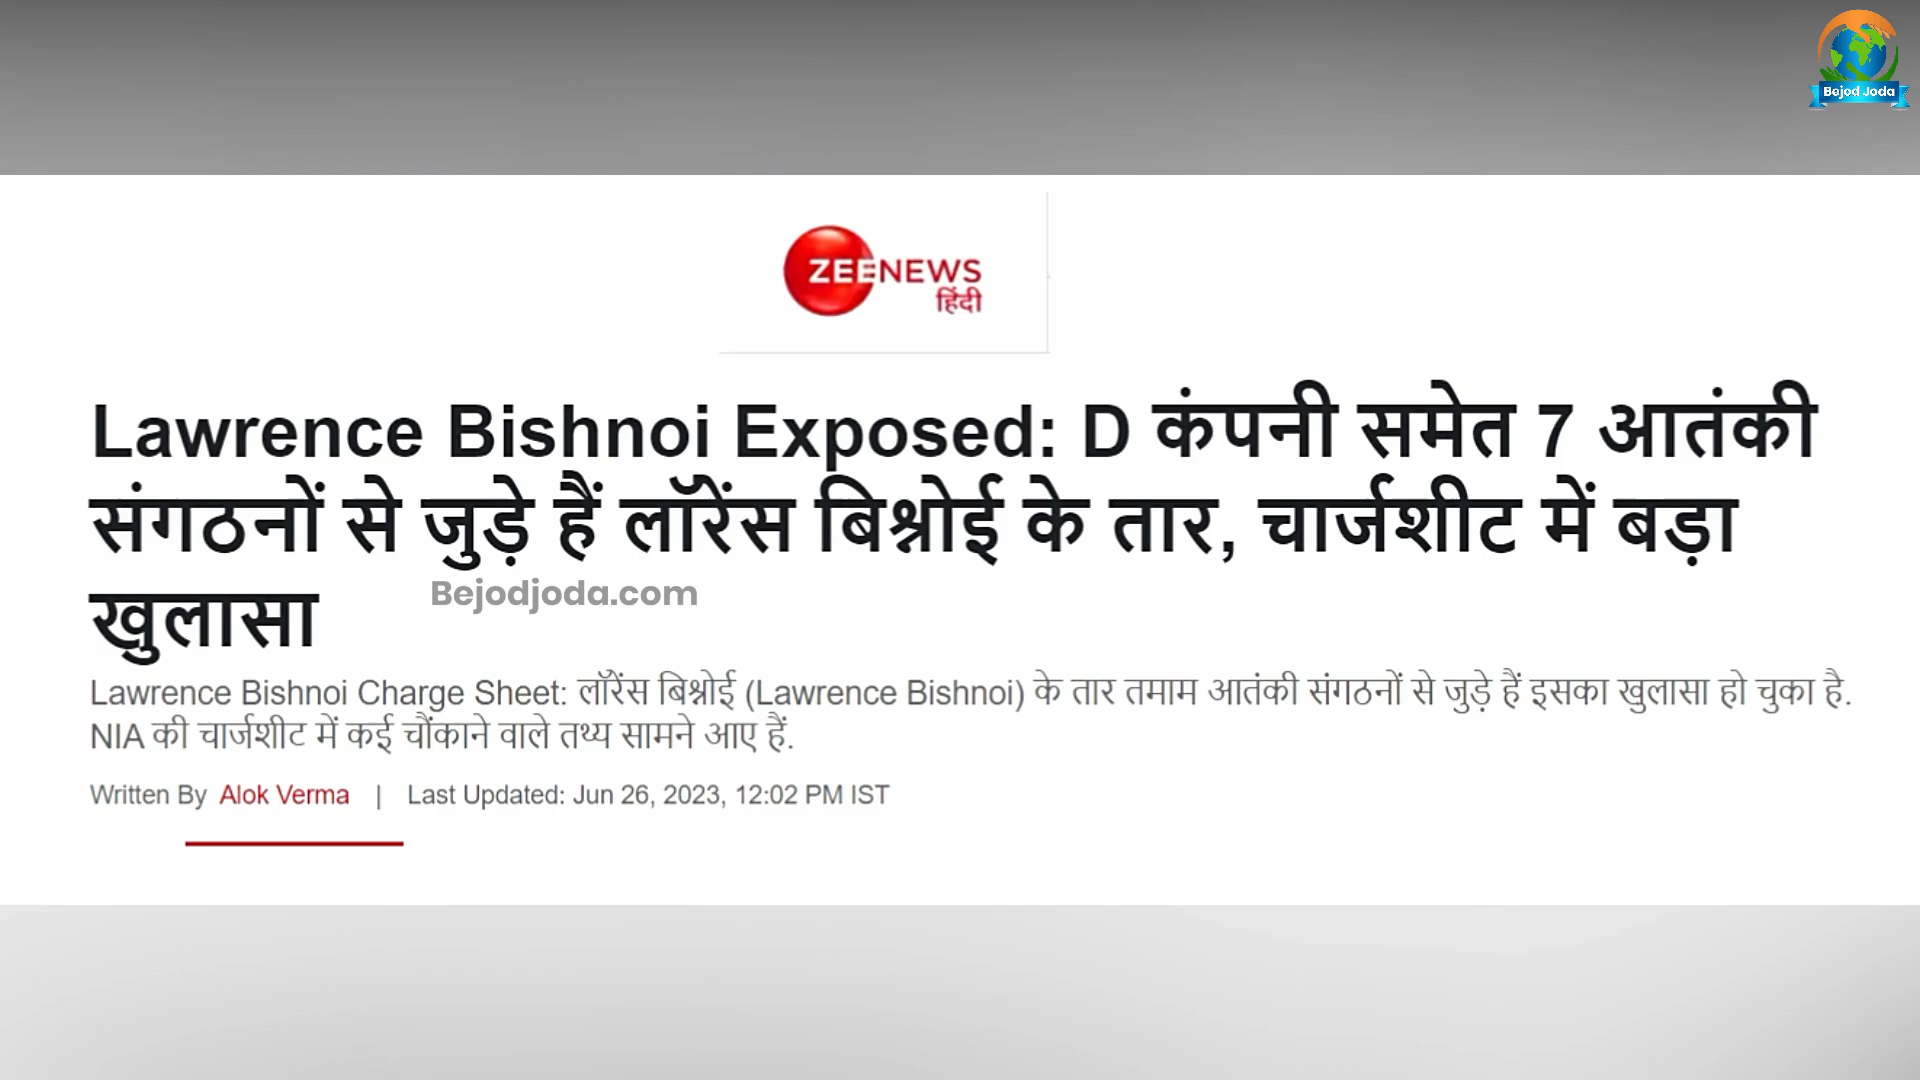 Bejod Joda
ZEENEWS
हिंदी
Lawrence Bishnoi Exposed: D कंपनी समेत 7 आतंकी
संगठनों से जुड़े हैं लॉरेंस बिश्नोई के तार, चार्जशीट में बड़ा
खुलासा
Bejodjoda.com
Lawrence Bishnoi Charge Sheet: लॉरेंस बिश्नोई (Lawrence Bishnoi) के तार तमाम आतंकी संगठनों से जुड़े हैं इसका खुलासा हो चुका है.
NIA की चार्जशीट में कई चौंकाने वाले तथ्य सामने आए हैं.
Written By Alok Verma | Last Updated: Jun 26, 2023, 12:02 PM IST